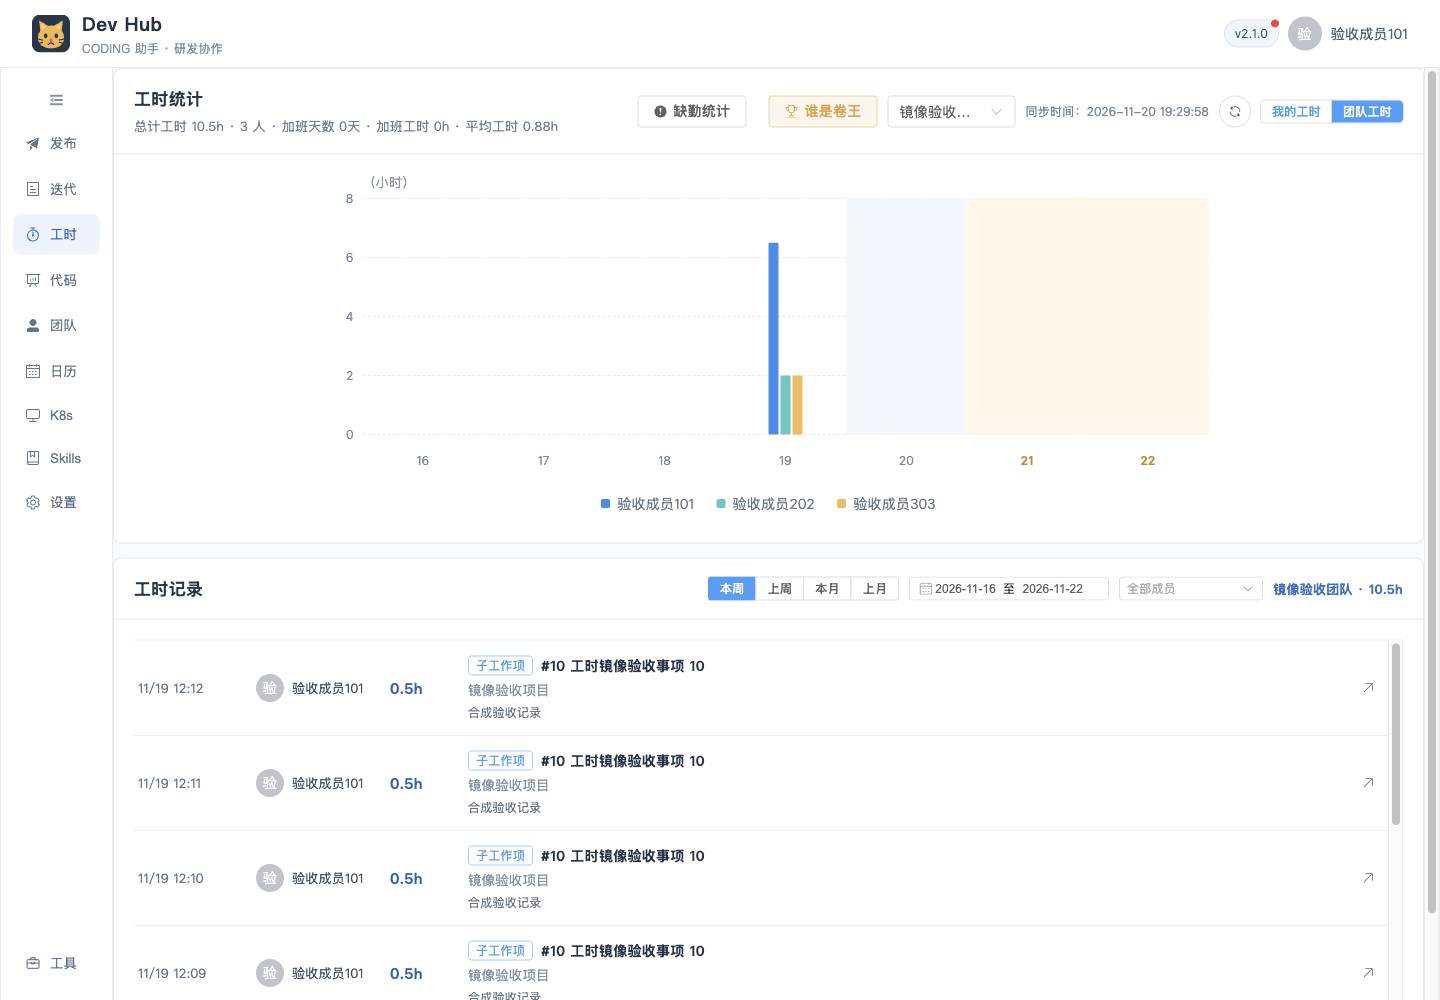 Dev Hub
CODING 助手 · 研发协作
v2.1.0
验
验收成员101
发布
迭代
工时
代码
团队
日历
K8s
Skills
设置
工具
工时统计
总计工时 10.5h · 3 人 · 加班天数 0天 · 加班工时 0h · 平均工时 0.88h
缺勤统计
谁是卷王
镜像验收...
同步时间：2026-11-20 19:29:58
我的工时
团队工时
(小时)
8
6
4
2
0
16 17 18 19 20 21 22
验收成员101 验收成员202 验收成员303
工时记录
本周 上周 本月 上月
2026-11-16 至 2026-11-22
全部成员
镜像验收团队 · 10.5h
11/19 12:12 验 验收成员101 0.5h
子工作项 #10 工时镜像验收事项 10
镜像验收项目
合成验收记录
11/19 12:11 验 验收成员101 0.5h
子工作项 #10 工时镜像验收事项 10
镜像验收项目
合成验收记录
11/19 12:10 验 验收成员101 0.5h
子工作项 #10 工时镜像验收事项 10
镜像验收项目
合成验收记录
11/19 12:09 验 验收成员101 0.5h
子工作项 #10 工时镜像验收事项 10
镜像验收项目
合成验收记录